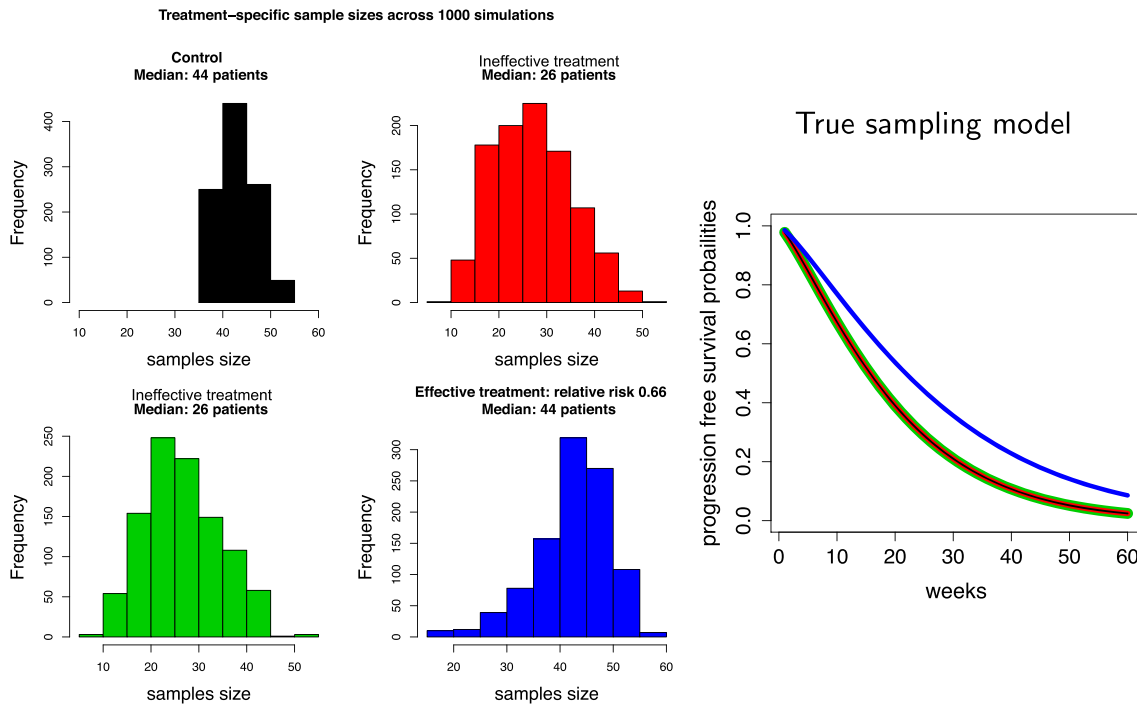 Treatment−specific sample sizes across 1000 simulations
Control
Median: 44 patients
Frequency
0
100
200
300
400
10 20 30 40 50 60
samples size
Ineffective treatment
Median: 26 patients
Frequency
0
50
100
150
200
10 20 30 40 50
samples size
Ineffective treatment
Median: 26 patients
Frequency
0
50
100
150
200
250
10 20 30 40 50
samples size
Effective treatment: relative risk 0.66
Median: 44 patients
Frequency
0
50
100
150
200
250
300
20 30 40 50 60
samples size
True sampling model
progression free survival probailities
0.0
0.2
0.4
0.6
0.8
1.0
0 10 20 30 40 50 60
weeks